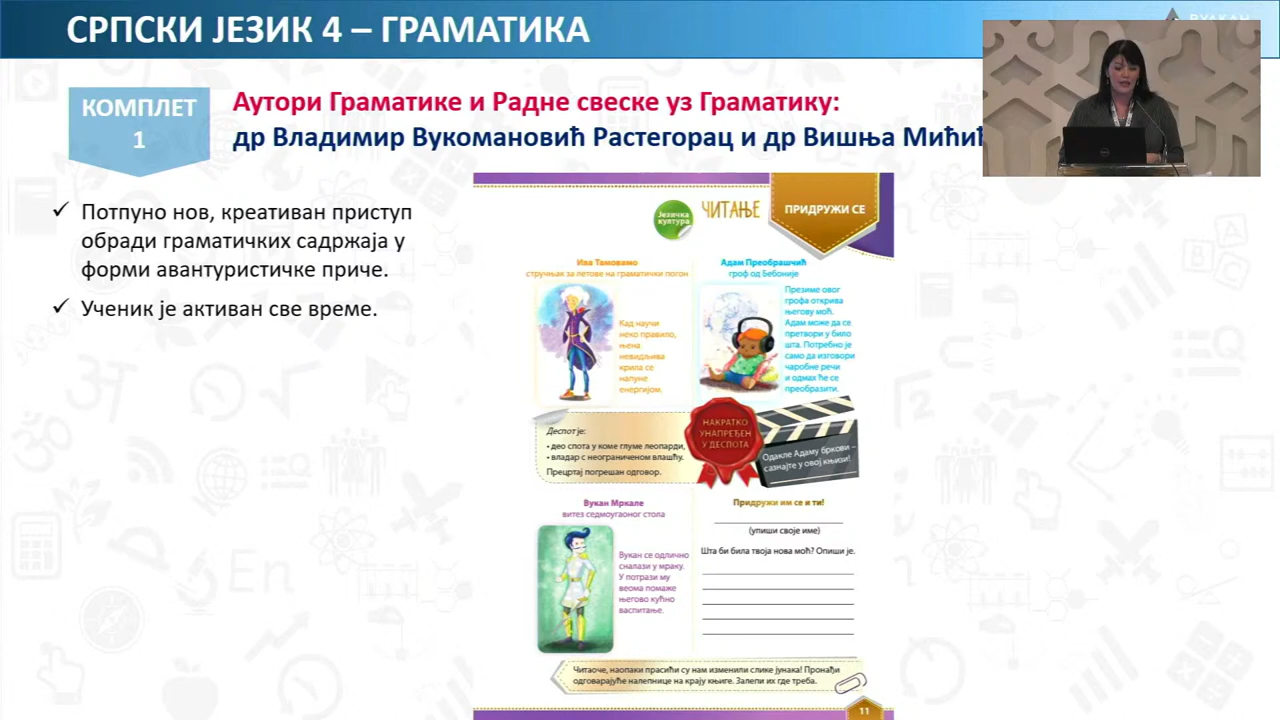 СРПСКИ ЈЕЗИК 4 – ГРАМАТИКА
ВУЛКАН
КОМПЛЕТ
1
Аутори Граматике и Радне свеске уз Граматику:
др Владимир Вукомановић Растегорац и др Вишња Мићић
Потпуно нов, креативан приступ
обради граматичких садржаја у
форми авантуристичке приче.
Ученик је активан све време.
Језичка
култура
ЧИТАЊЕ
ПРИДРУЖИ СЕ
Ива Тамовамо
стручњак за летове на граматички погон
Кад научи
неко правило,
њена
невидљива
крила се
напуне
енергијом.
Адам Преобрашчић
гроф од Бебоније
Презиме овог
грофа открива
његову моћ.
Адам може да се
претвори у било
шта. Потребно је
само да изговори
чаробне речи
и одмах ће се
преобразити.
Деспот је:
• део спота у коме глуме леопарди,
• владар с неограниченом влашћу.
Прецртај погрешан одговор.
НАКРАТКО
УНАПРЕЂЕН
У ДЕСПОТА
Одакле Адаму бркови –
сазнајте у овој књизи!
Вукан Мркале
витез седмоугаоног стола
Вукан се одлично
сналази у мраку.
У потрази му
веома помаже
његово кућно
васпитање.
Придружи им се и ти!
(упиши своје име)
Шта би била твоја нова моћ? Опиши је.
Читаоче, наопаки прасићи су нам изменили слике јунака! Пронађи
одговарајуће налепнице на крају књиге. Залепи их где треба.
11